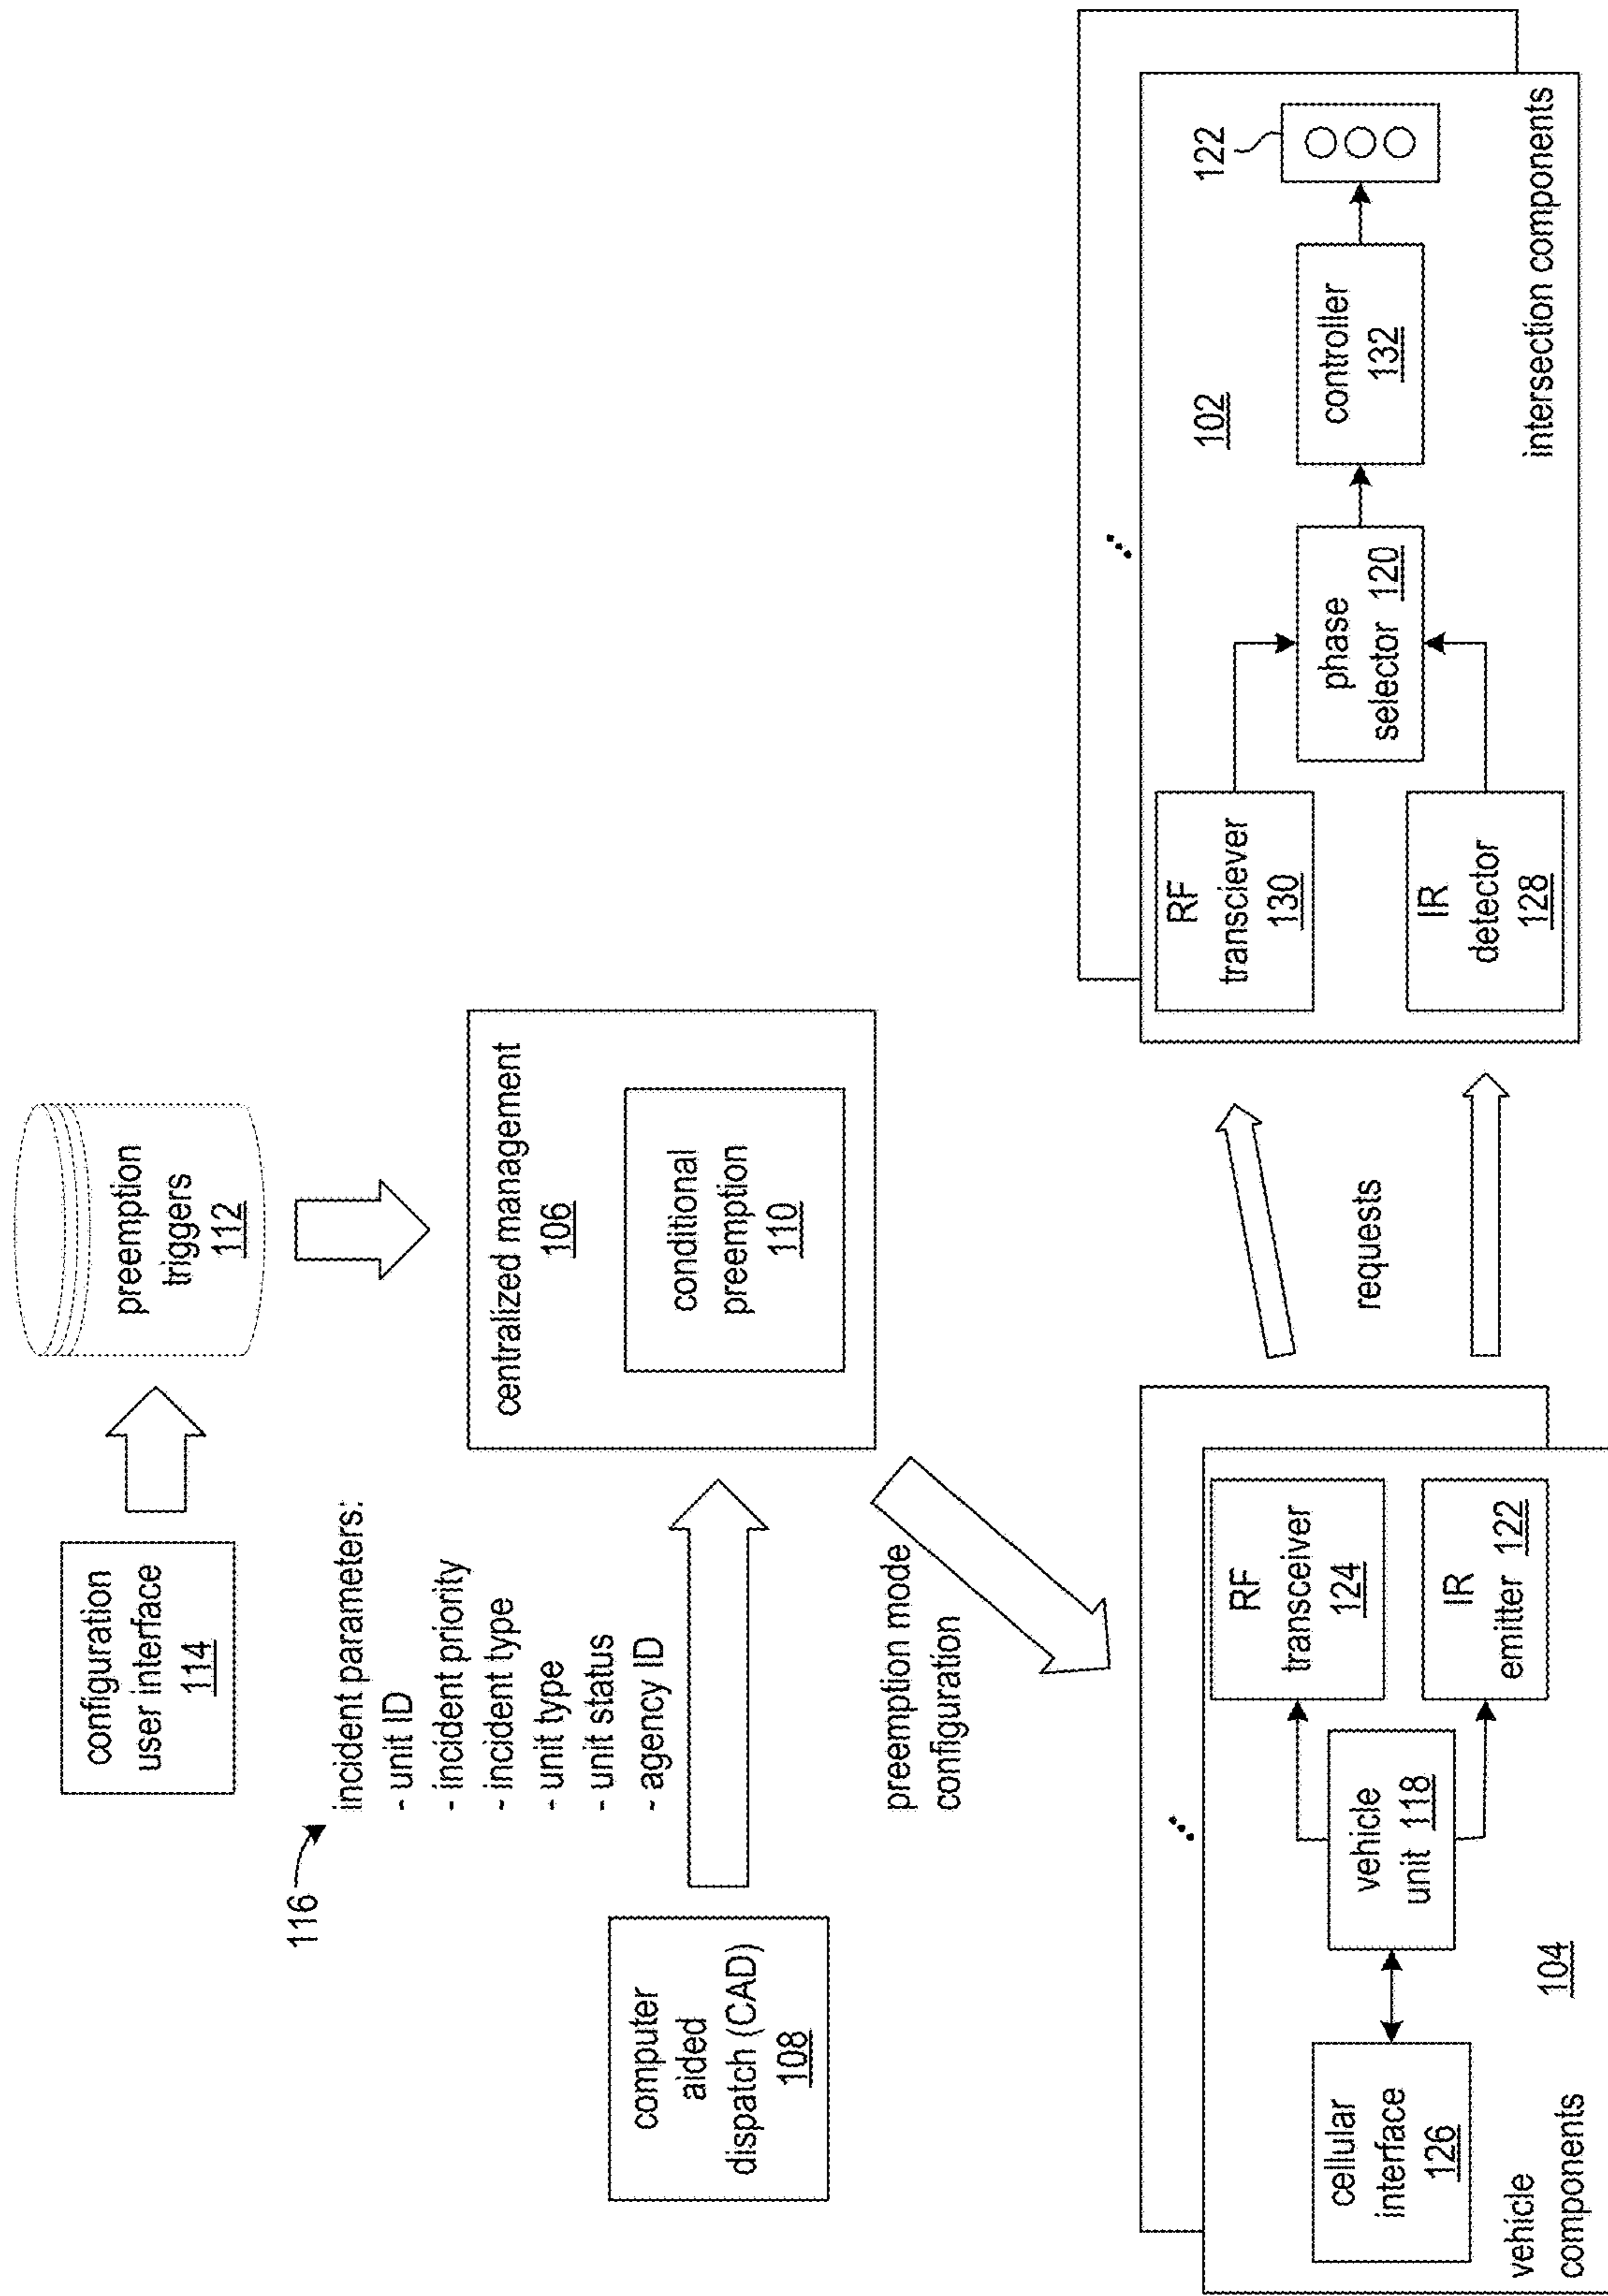 configuration
user interface
114
preemption
triggers
112
116
incident parameters:
- unit ID
- incident priority
- incident type
- unit type
- unit status
- agency ID
computer
aided
dispatch (CAD)
108
centralized management
106
conditional
preemption
110
preemption mode
configuration
cellular
interface
126
vehicle
unit 118
RF
transceiver
124
IR
emitter 122
104
vehicle
components
requests
RF
transciever
130
IR
detector
128
phase
selector 120
102
controller
132
122
intersection components